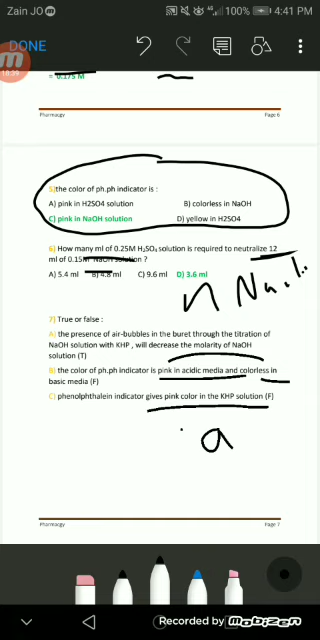 Zain JO 100% 4:41 PM
DONE
18:39
= 0.175 M
Pharmacgy Page 6
5)the color of ph.ph indicator is :
A) pink in H2SO4 solution B) colorless in NaOH
C) pink in NaOH solution D) yellow in H2SO4
6) How many ml of 0.25M H₂SO₄ solution is required to neutralize 12
ml of 0.15M NaOH solution ?
A) 5.4 ml B) 4.8 ml C) 9.6 ml D) 3.6 ml
n Na
7) True or false :
A) the presence of air-bubbles in the buret through the titration of
NaOH solution with KHP , will decrease the molarity of NaOH
solution (T)
B) the color of ph.ph indicator is pink in acidic media and colorless in
basic media (F)
C) phenolphthalein indicator gives pink color in the KHP solution (F)
a
Pharmacgy Page 7
Recorded by Mobizen